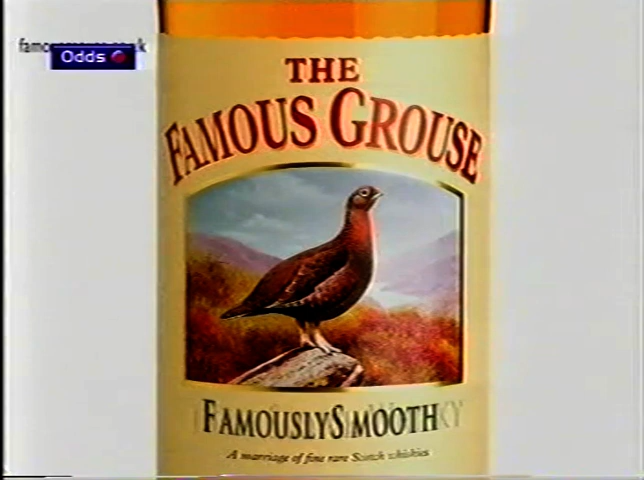 Odds
THE
FAMOUS GROUSE
FAMOUSLY SMOOTH
A marriage of fine rare Scotch whiskies